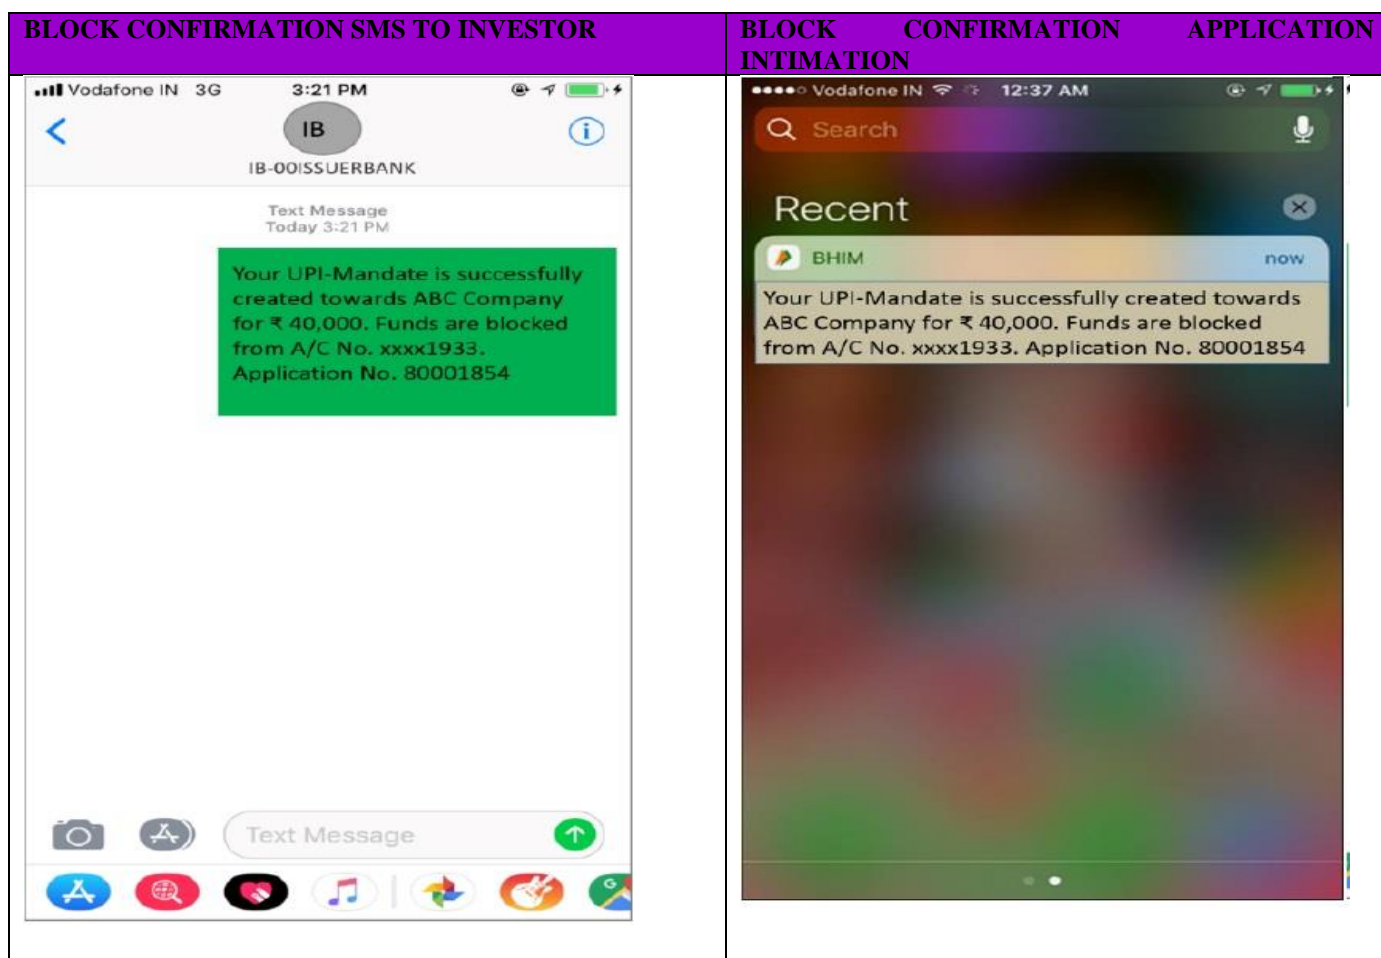 BLOCK CONFIRMATION SMS TO INVESTOR
Vodafone IN 3G 3:21 PM
IB
IB-00ISSUERBANK
Text Message
Today 3:21 PM
Your UPI-Mandate is successfully
created towards ABC Company
for ₹ 40,000. Funds are blocked
from A/C No. xxxx1933.
Application No. 80001854
Text Message
BLOCK CONFIRMATION APPLICATION
INTIMATION
Vodafone IN 12:37 AM
Search
Recent
BHIM now
Your UPI-Mandate is successfully created towards
ABC Company for ₹ 40,000. Funds are blocked
from A/C No. xxxx1933. Application No. 80001854